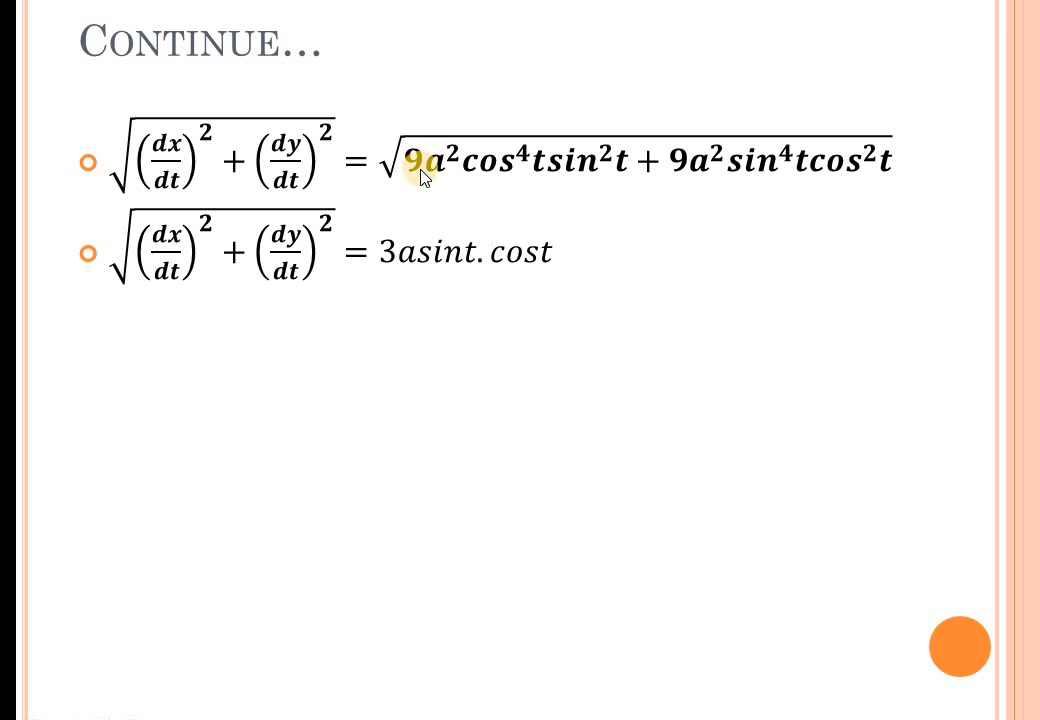 CONTINUE...
√((dx/dt)² + (dy/dt)²) = √(9a²cos⁴tsin²t + 9a²sin⁴tcos²t)
√((dx/dt)² + (dy/dt)²) = 3asint.cost